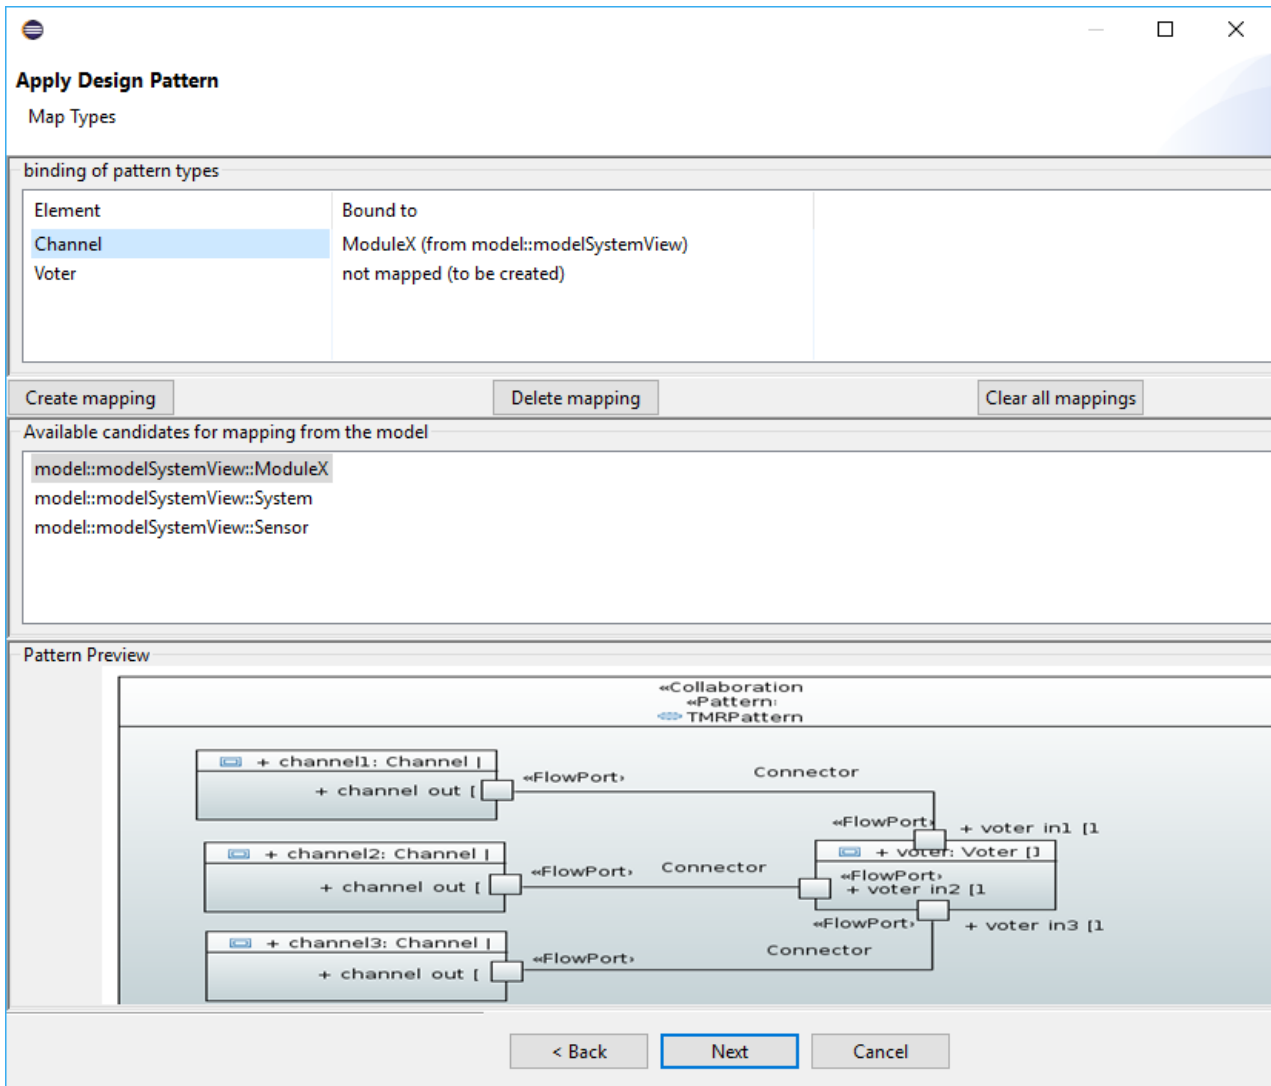 Apply Design Pattern
Map Types
binding of pattern types
Element Bound to
Channel ModuleX (from model::modelSystemView)
Voter not mapped (to be created)
Create mapping Delete mapping Clear all mappings
Available candidates for mapping from the model
model::modelSystemView::ModuleX
model::modelSystemView::System
model::modelSystemView::Sensor
Pattern Preview
«Collaboration
«Pattern:
TMRPattern
+ channel1: Channel [
+ channel out [
«FlowPort»
Connector
«FlowPort»
+ voter in1 [1
+ channel2: Channel [
+ channel out [
«FlowPort»
Connector
+ voter: Voter []
«FlowPort»
+ voter in2 [1
«FlowPort»
+ voter in3 [1
+ channel3: Channel [
+ channel out [
«FlowPort»
Connector
< Back Next Cancel